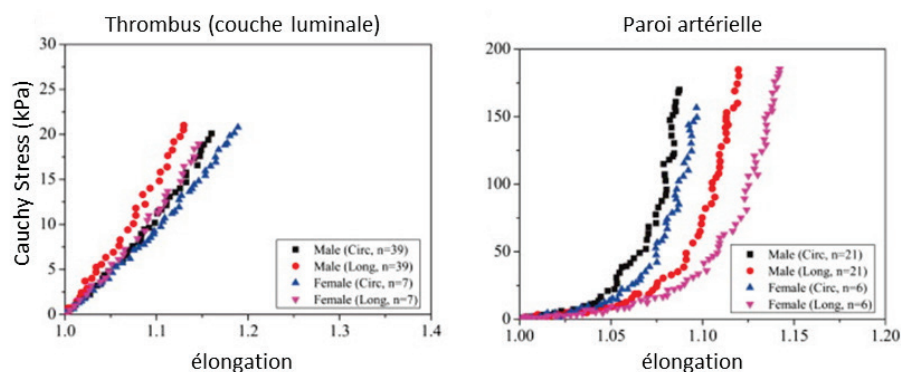 Thrombus (couche luminale)
Paroi artérielle
Cauchy Stress (kPa)
30
25
20
15
10
5
0
1.0
1.1
1.2
1.3
1.4
Male (Circ, n=39)
Male (Long, n=39)
Female (Circ, n=7)
Female (Long, n=7)
élongation
200
150
100
50
0
1.00
1.05
1.10
1.15
1.20
Male (Circ, n=21)
Male (Long, n=21)
Female (Circ, n=6)
Female (Long, n=6)
élongation